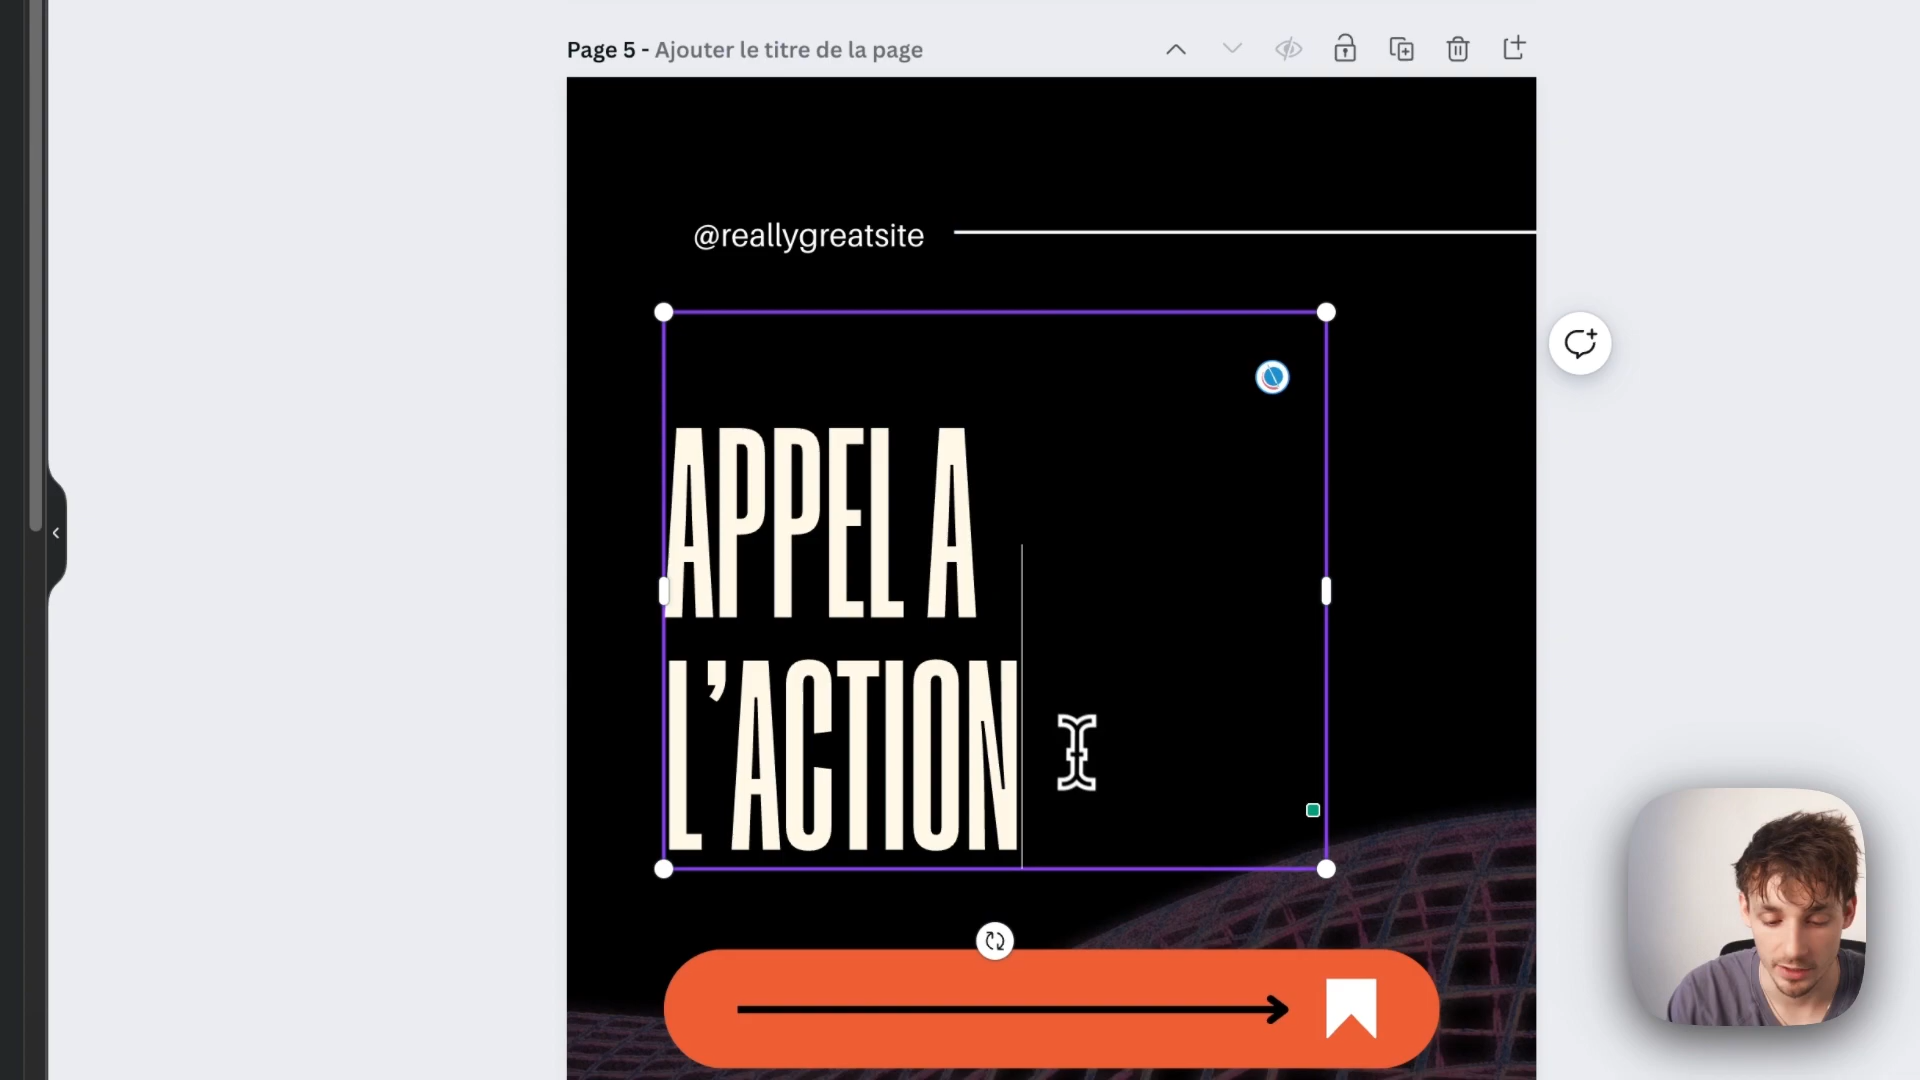 Page 5 - Ajouter le titre de la page
@reallygreatsite
APPEL A
L’ACTION